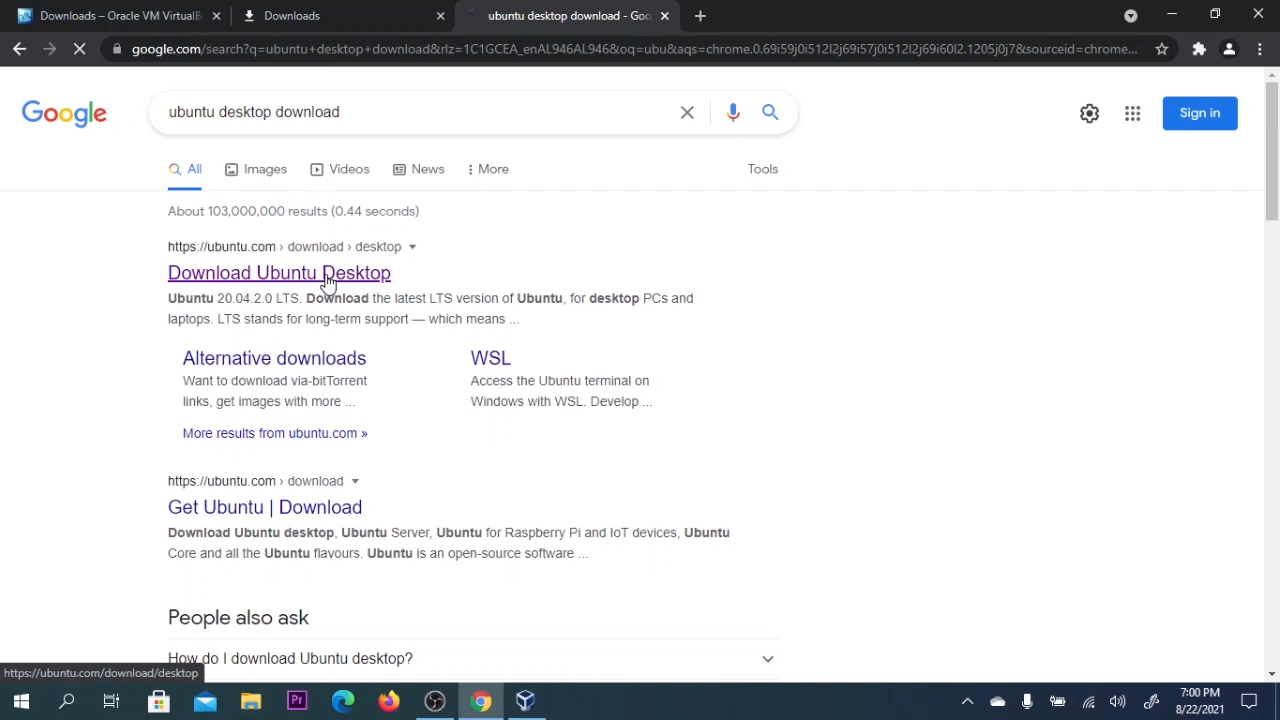 Downloads – Oracle VM VirtualB
Downloads
ubuntu desktop download - Goo
google.com/search?q=ubuntu+desktop+download&rlz=1C1GCEA_enAL946AL946&oq=ubu&aqs=chrome.0.69i59j0i512l2j69i57j0i512l2j69i60l2.1205j0j7&sourceid=chrome...
Google
ubuntu desktop download
Sign in
All
Images
Videos
News
More
Tools
About 103,000,000 results (0.44 seconds)
https://ubuntu.com › download › desktop
Download Ubuntu Desktop
Ubuntu 20.04.2.0 LTS. Download the latest LTS version of Ubuntu, for desktop PCs and
laptops. LTS stands for long-term support — which means ...
Alternative downloads
Want to download via-bitTorrent
links, get images with more ...
WSL
Access the Ubuntu terminal on
Windows with WSL. Develop ...
More results from ubuntu.com »
https://ubuntu.com › download
Get Ubuntu | Download
Download Ubuntu desktop, Ubuntu Server, Ubuntu for Raspberry Pi and IoT devices, Ubuntu
Core and all the Ubuntu flavours. Ubuntu is an open-source software ...
People also ask
How do I download Ubuntu desktop?
https://ubuntu.com/download/desktop
Pr
7:00 PM
8/22/2021